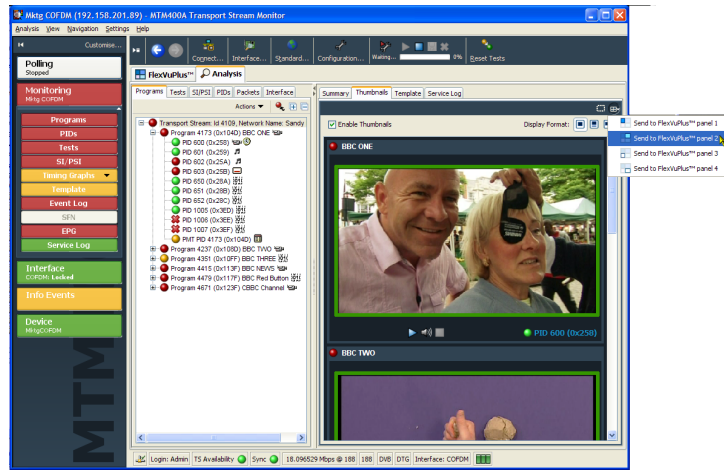 Mktg COFDM (192.158.201.89) - MTM400A Transport Stream Monitor
Analysis View Navigation Settings Help
Customise...
Polling
Stopped
Monitoring
Mktg COFDM
Programs
PIDs
Tests
SI/PSI
Timing Graphs
Template
Event Log
SFN
EPG
Service Log
Interface
COFDM: Locked
Info Events
Device
MktgCOFDM
MTM
Connect...
Interface...
Standard...
Configuration...
Waiting...
0%
Reset Tests
FlexVuPlus™
Analysis
Programs Tests SI/PSI PIDs Packets Interface
Actions
Transport Stream: Id 4109, Network Name: Sandy
Program 4173 (0x104D) BBC ONE
PID 600 (0x258)
PID 601 (0x259)
PID 602 (0x25A)
PID 603 (0x25B)
PID 650 (0x28A)
PID 651 (0x28B)
PID 652 (0x28C)
PID 1005 (0x3ED)
PID 1006 (0x3EE)
PID 1007 (0x3EF)
PMT PID 4173 (0x104D)
Program 4237 (0x108D) BBC TWO
Program 4351 (0x10FF) BBC THREE
Program 4415 (0x113F) BBC NEWS
Program 4479 (0x117F) BBC Red Button
Program 4671 (0x123F) CBBC Channel
Summary Thumbnails Template Service Log
Enable Thumbnails
Display Format:
Send to FlexVuPlus™ panel 1
Send to FlexVuPlus™ panel 2
Send to FlexVuPlus™ panel 3
Send to FlexVuPlus™ panel 4
BBC ONE
PID 600 (0x258)
BBC TWO
Login: Admin TS Availability Sync 18.096529 Mbps @ 188 188 DVB DTG Interface: COFDM